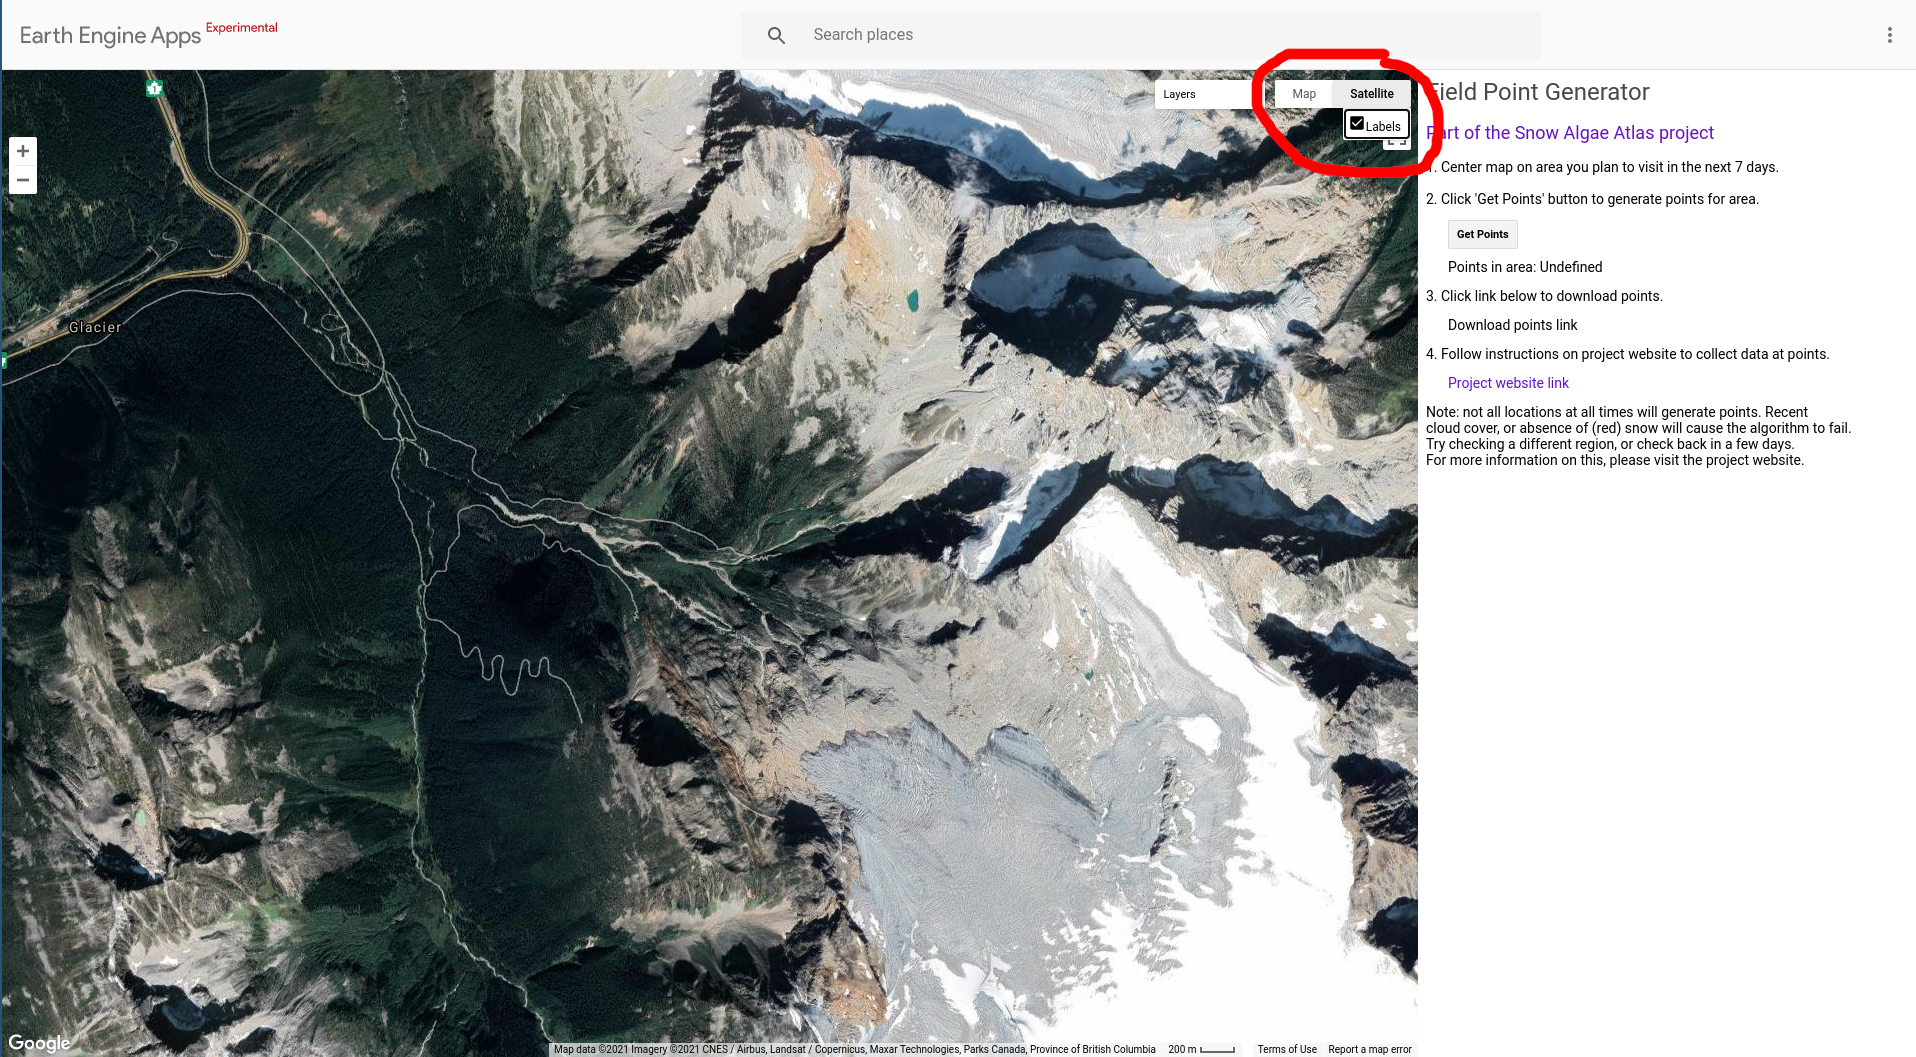 Earth Engine Apps Experimental
Search places
1
Layers
Map Satellite
Labels
Glacier
Google
Map data ©2021 Imagery ©2021 CNES / Airbus, Landsat / Copernicus, Maxar Technologies, Parks Canada, Province of British Columbia 200 m Terms of Use Report a map error
Field Point Generator
Part of the Snow Algae Atlas project
1. Center map on area you plan to visit in the next 7 days.
2. Click 'Get Points' button to generate points for area.
Get Points
Points in area: Undefined
3. Click link below to download points.
Download points link
4. Follow instructions on project website to collect data at points.
Project website link
Note: not all locations at all times will generate points. Recent
cloud cover, or absence of (red) snow will cause the algorithm to fail.
Try checking a different region, or check back in a few days.
For more information on this, please visit the project website.